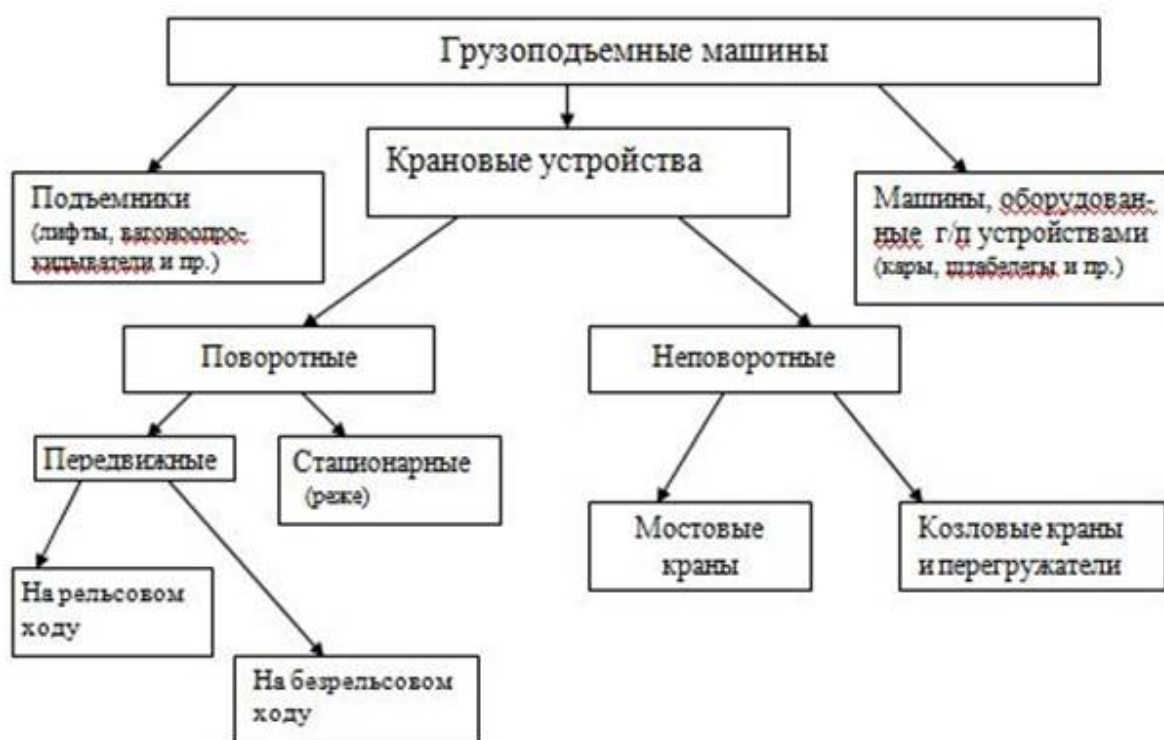 Грузоподъемные машины
Крановые устройства
Подъемники
(лифты, вагоноопро-
кидыватели и пр.)
Машины, оборудован-
ные г/п устройствами
(кары, штабелегы и пр.)
Поворотные
Неповоротные
Передвижные
Стационарные
(реже)
Мостовые
краны
Козловые краны
и перегружатели
На рельсовом
ходу
На безрельсовом
ходу